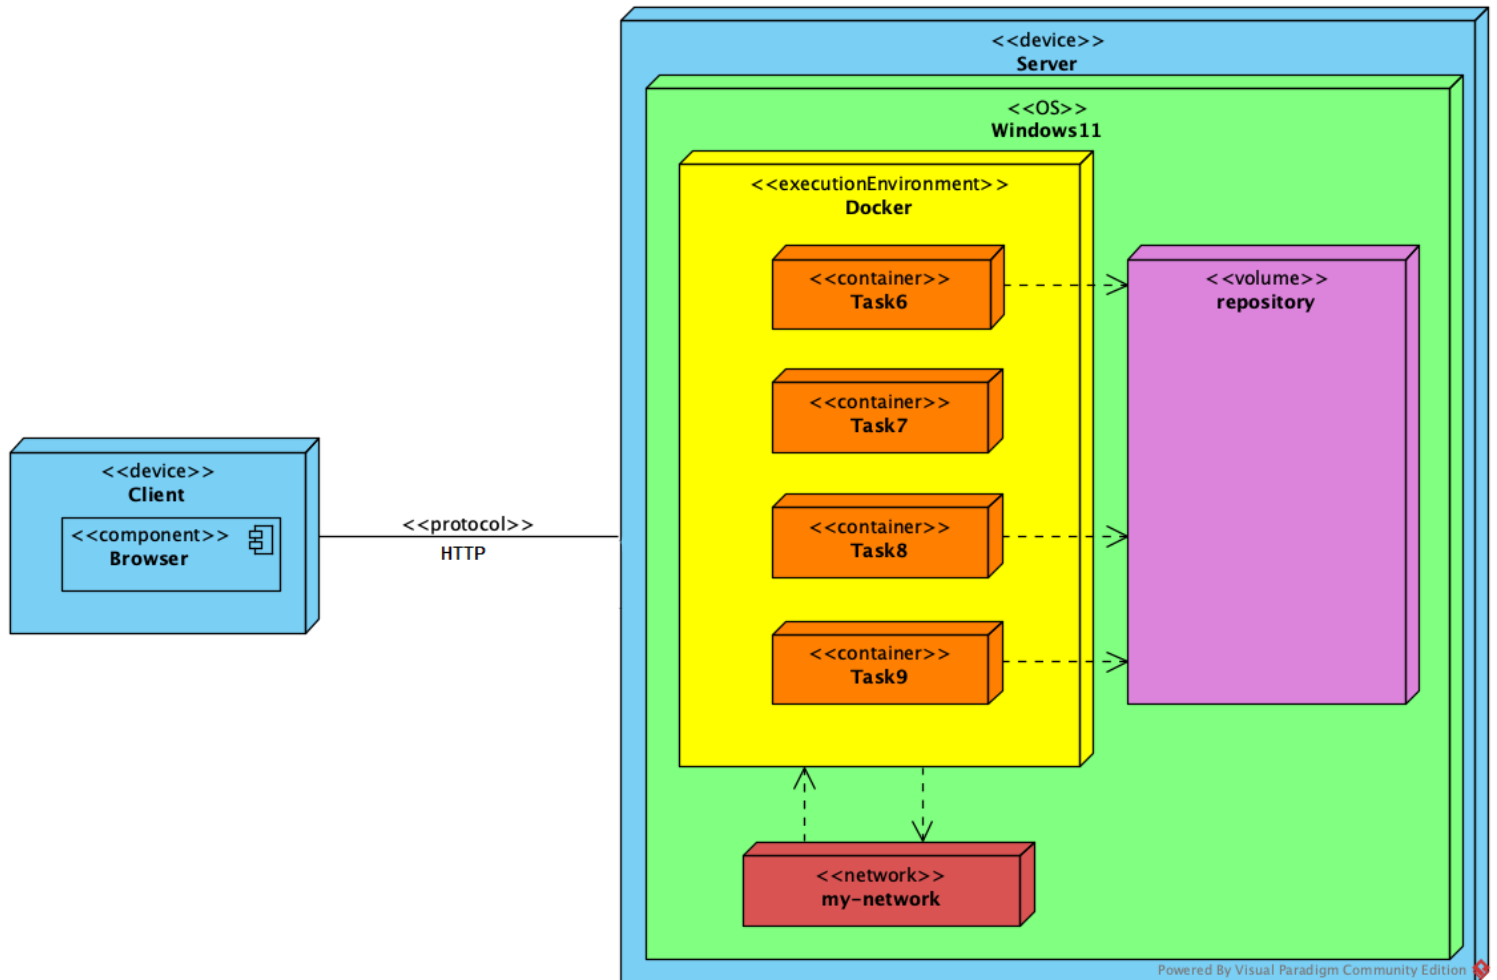 <<device>>
Server
<<OS>>
Windows11
<<executionEnvironment>>
Docker
<<container>>
Task6
<<volume>>
repository
<<container>>
Task7
<<device>>
Client
<<component>>
Browser
<<protocol>>
HTTP
<<container>>
Task8
<<container>>
Task9
<<network>>
my-network
Powered By Visual Paradigm Community Edition